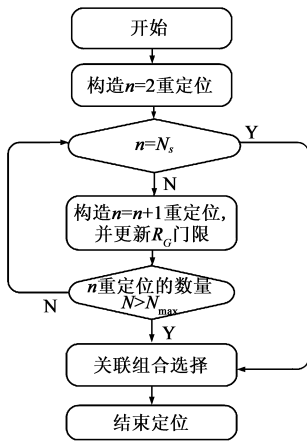 开始
构造n=2重定位
n=Nₛ
Y
N
构造n=n+1重定位,
并更新R_G门限
n重定位的数量
N>N_max
N
Y
关联组合选择
结束定位